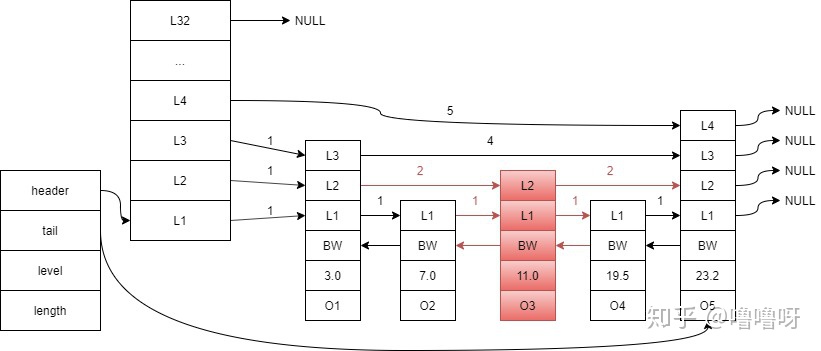 L32
NULL
...
L4
5
L3
1
L2
1
L1
1
header
tail
level
length
L3
4
L2
2
L1
1
BW
3.0
O1
L1
1
BW
7.0
O2
L2
2
L1
1
BW
11.0
O3
L1
1
BW
19.5
O4
L4
NULL
L3
NULL
L2
NULL
L1
NULL
BW
23.2
O5
知乎 @噜噜呀